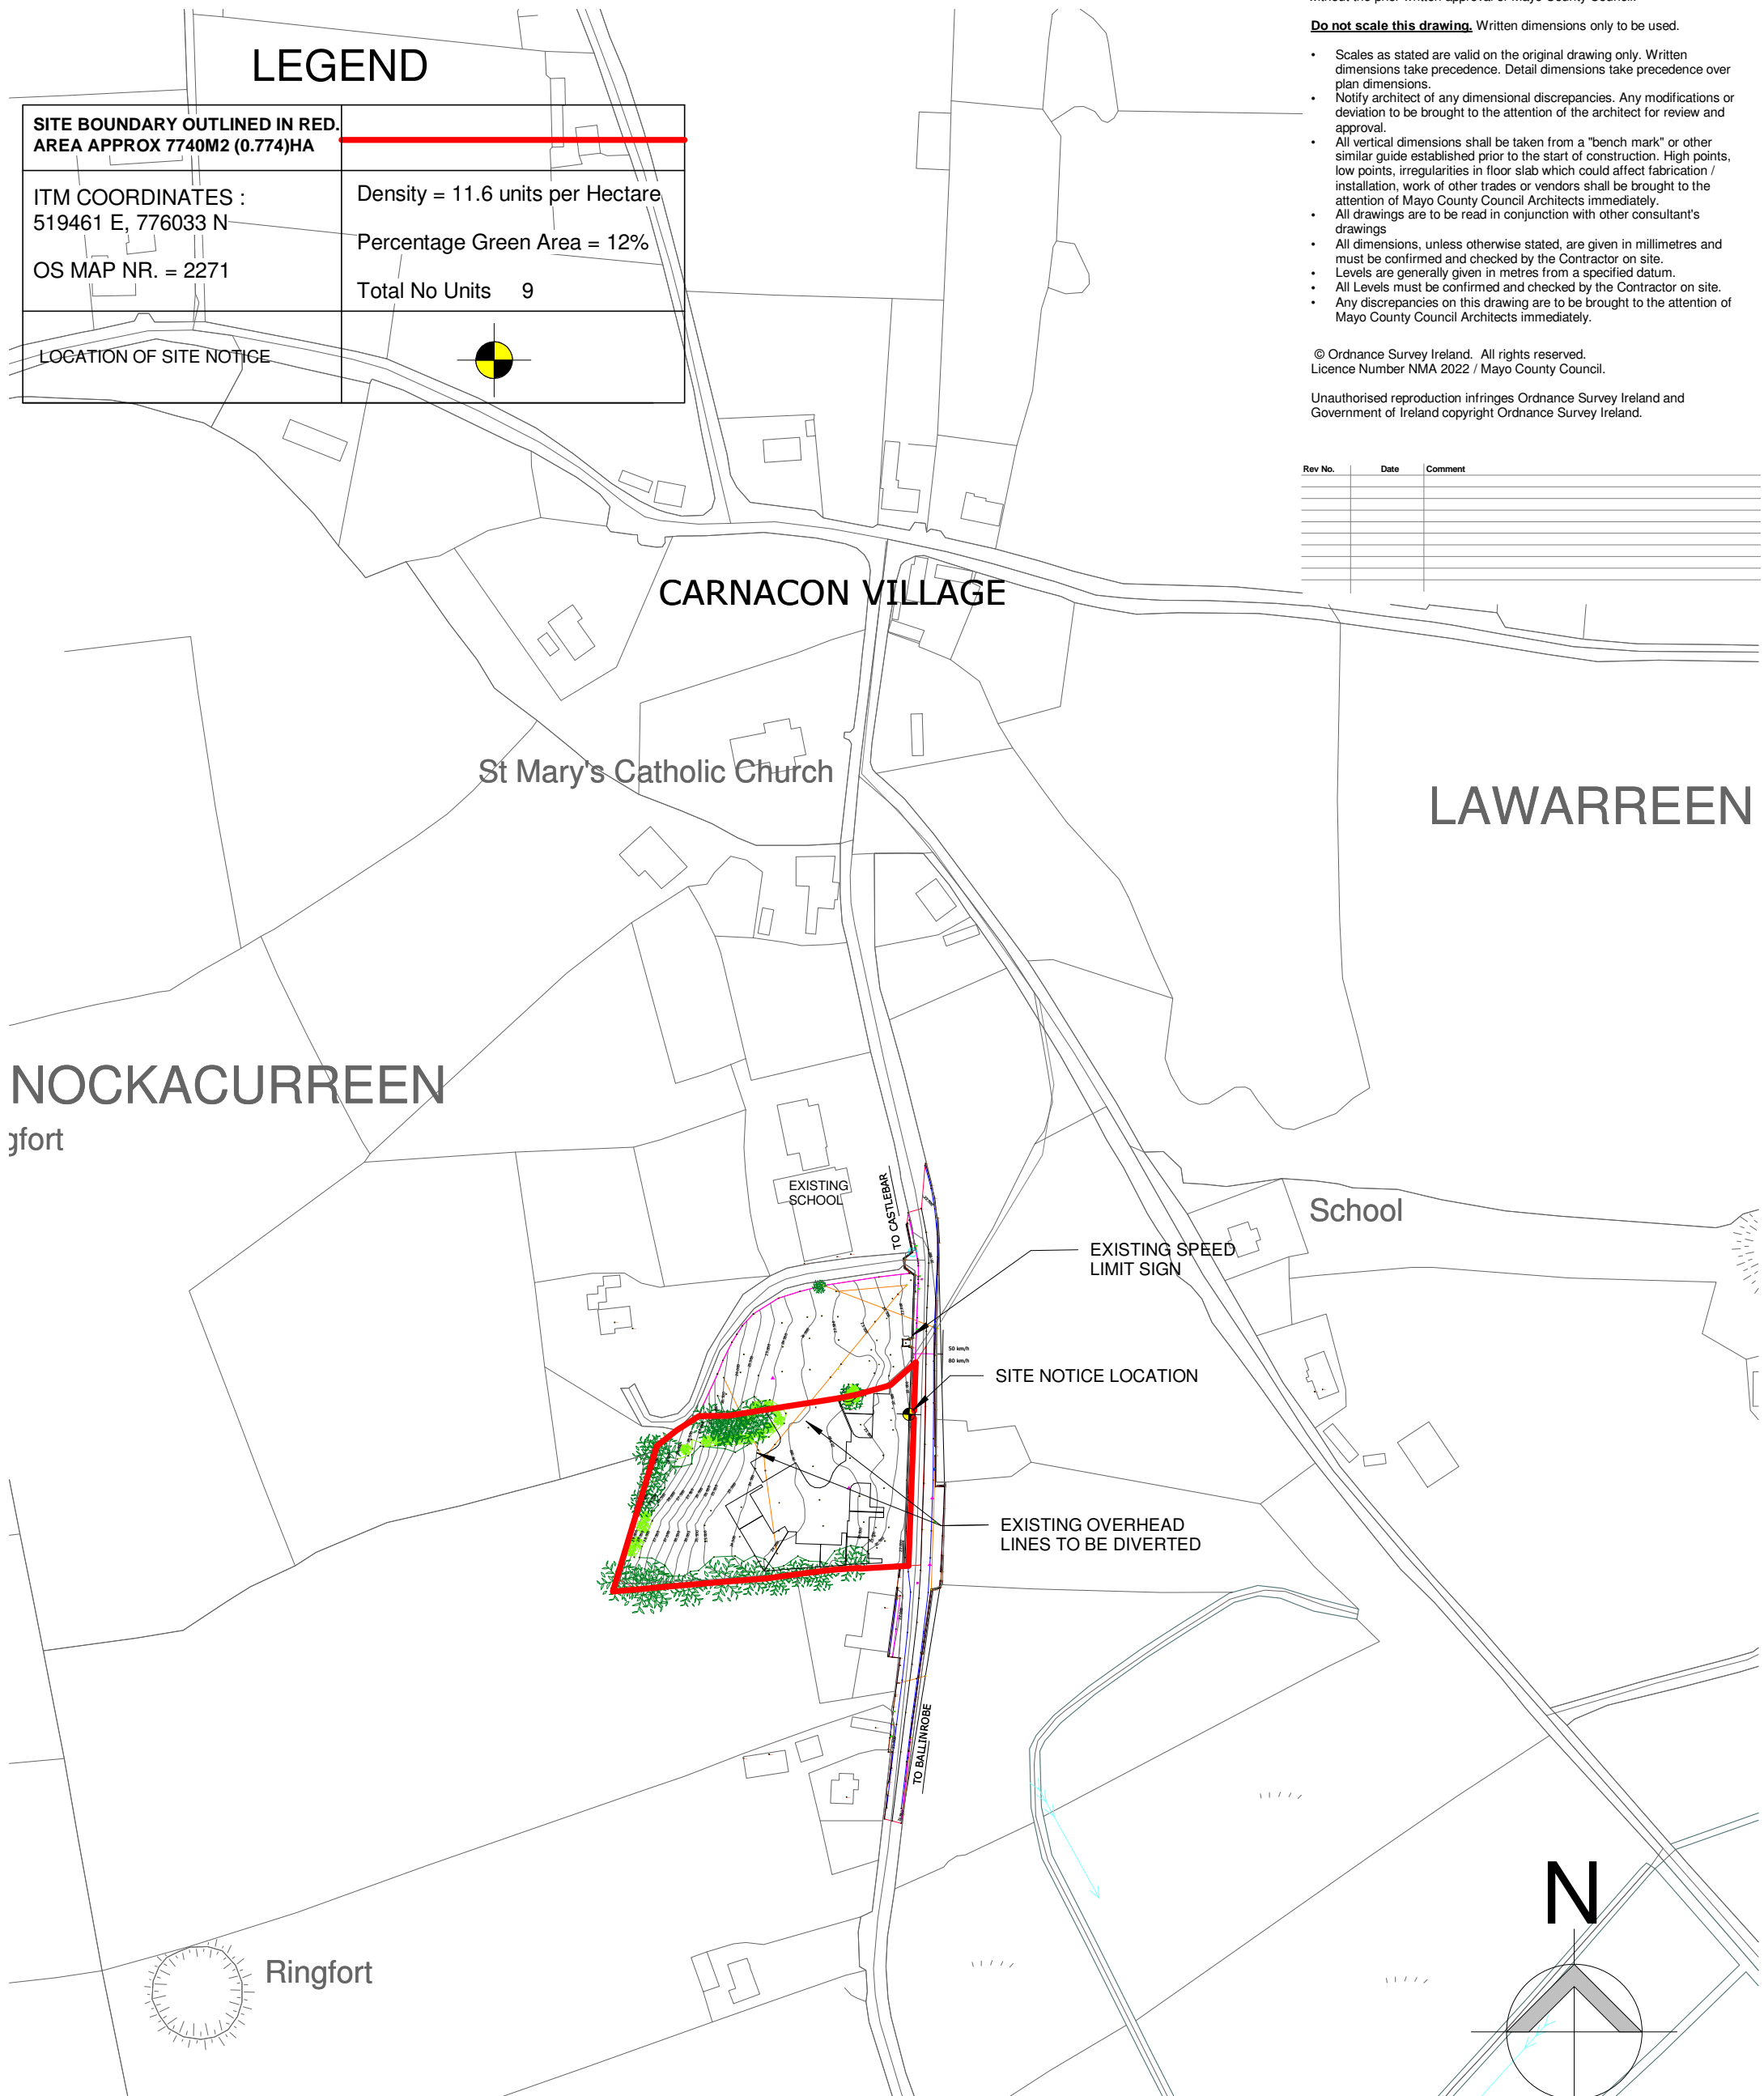 without the prior written approval of Mayo County Council.
Do not scale this drawing. Written dimensions only to be used.
• Scales as stated are valid on the original drawing only. Written
dimensions take precedence. Detail dimensions take precedence over
plan dimensions.
• Notify architect of any dimensional discrepancies. Any modifications or
deviation to be brought to the attention of the architect for review and
approval.
• All vertical dimensions shall be taken from a "bench mark" or other
similar guide established prior to the start of construction. High points,
low points, irregularities in floor slab which could affect fabrication /
installation, work of other trades or vendors shall be brought to the
attention of Mayo County Council Architects immediately.
• All drawings are to be read in conjunction with other consultant's
drawings
• All dimensions, unless otherwise stated, are given in millimetres and
must be confirmed and checked by the Contractor on site.
• Levels are generally given in metres from a specified datum.
• All Levels must be confirmed and checked by the Contractor on site.
• Any discrepancies on this drawing are to be brought to the attention of
Mayo County Council Architects immediately.
© Ordnance Survey Ireland. All rights reserved.
Licence Number NMA 2022 / Mayo County Council.
Unauthorised reproduction infringes Ordnance Survey Ireland and
Government of Ireland copyright Ordnance Survey Ireland.
Rev No. Date Comment
LEGEND
SITE BOUNDARY OUTLINED IN RED.
AREA APPROX 7740M2 (0.774)HA
ITM COORDINATES :
519461 E, 776033 N
OS MAP NR. = 2271
Density = 11.6 units per Hectare
Percentage Green Area = 12%
Total No Units 9
LOCATION OF SITE NOTICE
CARNACON VILLAGE
St Mary's Catholic Church
LAWARREEN
NOCKACURREEN
gfort
EXISTING
SCHOOL
TO CASTLEBAR
School
EXISTING SPEED
LIMIT SIGN
50 km/h
80 km/h
SITE NOTICE LOCATION
EXISTING OVERHEAD
LINES TO BE DIVERTED
TO BALLINROBE
Ringfort
N